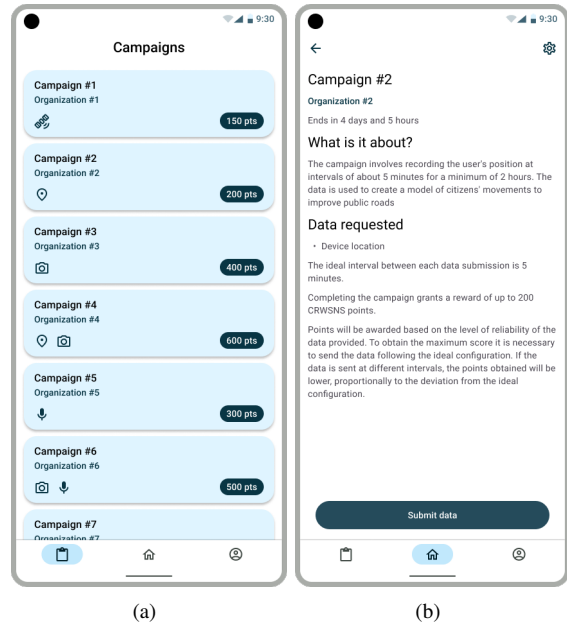 9:30
Campaigns
Campaign #1
Organization #1
150 pts
Campaign #2
Organization #2
200 pts
Campaign #3
Organization #3
400 pts
Campaign #4
Organization #4
600 pts
Campaign #5
Organization #5
300 pts
Campaign #6
Organization #6
500 pts
Campaign #7
Organization #7
(a)
9:30
Campaign #2
Organization #2
Ends in 4 days and 5 hours
What is it about?
The campaign involves recording the user's position at
intervals of about 5 minutes for a minimum of 2 hours. The
data is used to create a model of citizens' movements to
improve public roads
Data requested
• Device location
The ideal interval between each data submission is 5
minutes.
Completing the campaign grants a reward of up to 200
CRWSNS points.
Points will be awarded based on the level of reliability of the
data provided. To obtain the maximum score it is necessary
to send the data following the ideal configuration. If the
data is sent at different intervals, the points obtained will be
lower, proportionally to the deviation from the ideal
configuration.
Submit data
(b)